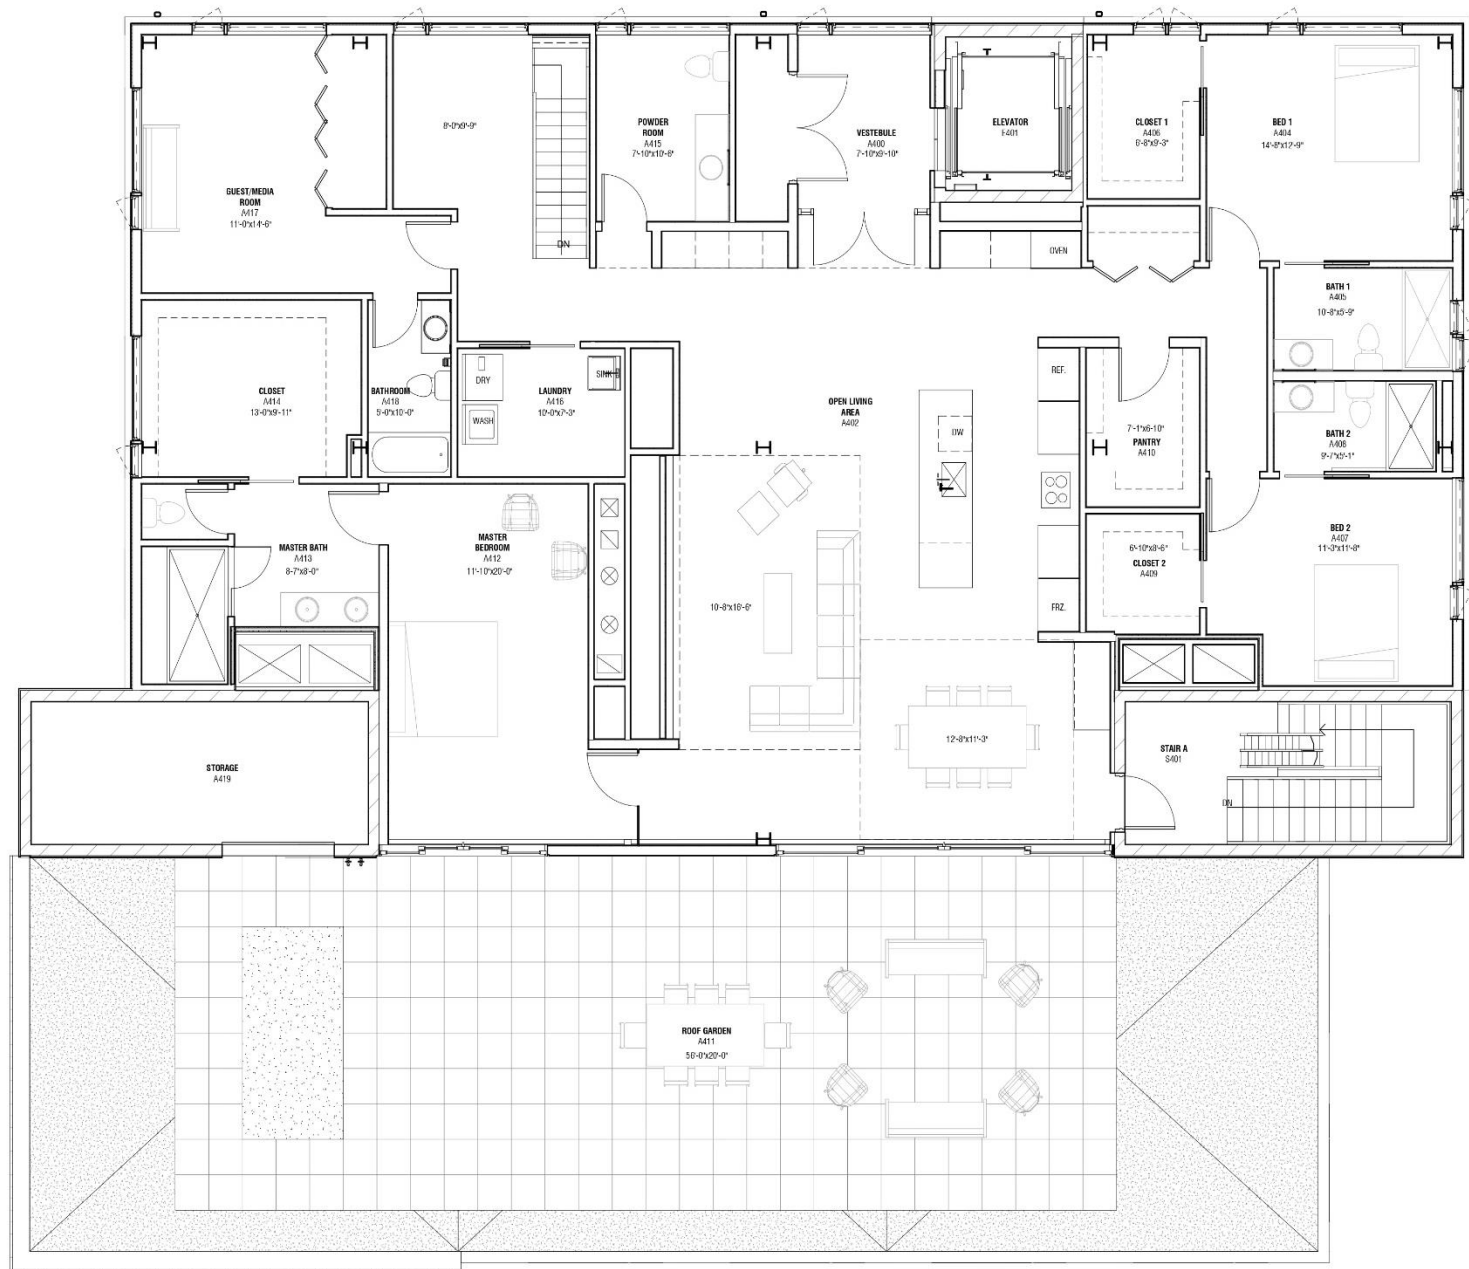 8'-0"x9'-9"
POWDER
ROOM
A415
7'-10"x10'-6"
VESTEBULE
A400
7'-10"x9'-10"
ELEVATOR
E401
CLOSET 1
A406
6'-8"x9'-3"
BED 1
A404
14'-8"x12'-9"
GUEST/MEDIA
ROOM
A417
11'-0"x14'-6"
DN
OVEN
BATH 1
A405
10'-8"x5'-9"
CLOSET
A414
13'-0"x9'-11"
BATHROOM
A418
5'-0"x10'-0"
DRY
WASH
LAUNDRY
A416
10'-0"x7'-3"
SINK
OPEN LIVING
AREA
A402
REF.
DW
7'-1"x6'-10"
PANTRY
A410
BATH 2
A408
9'-7"x5'-1"
MASTER BATH
A413
8'-7"x8'-0"
MASTER
BEDROOM
A412
11'-10"x20'-0"
10'-8"x16'-6"
FRZ.
6'-10"x8'-6"
CLOSET 2
A409
BED 2
A407
11'-3"x11'-8"
STORAGE
A419
12'-8"x11'-3"
STAIR A
S401
DN
ROOF GARDEN
A411
56'-0"x20'-0"